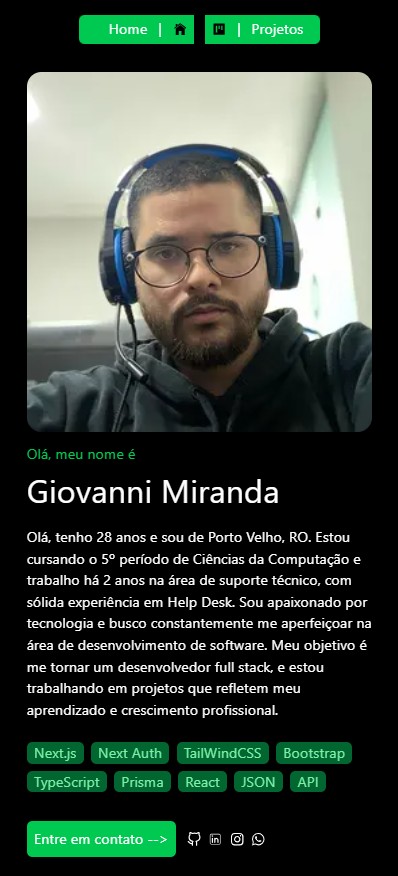 Home | | Projetos
Olá, meu nome é
Giovanni Miranda
Olá, tenho 28 anos e sou de Porto Velho, RO. Estou
cursando o 5º período de Ciências da Computação e
trabalho há 2 anos na área de suporte técnico, com
sólida experiência em Help Desk. Sou apaixonado por
tecnologia e busco constantemente me aperfeiçoar na
área de desenvolvimento de software. Meu objetivo é
me tornar um desenvolvedor full stack, e estou
trabalhando em projetos que refletem meu
aprendizado e crescimento profissional.
Next.js Next Auth TailWindCSS Bootstrap
TypeScript Prisma React JSON API
Entre em contato -->